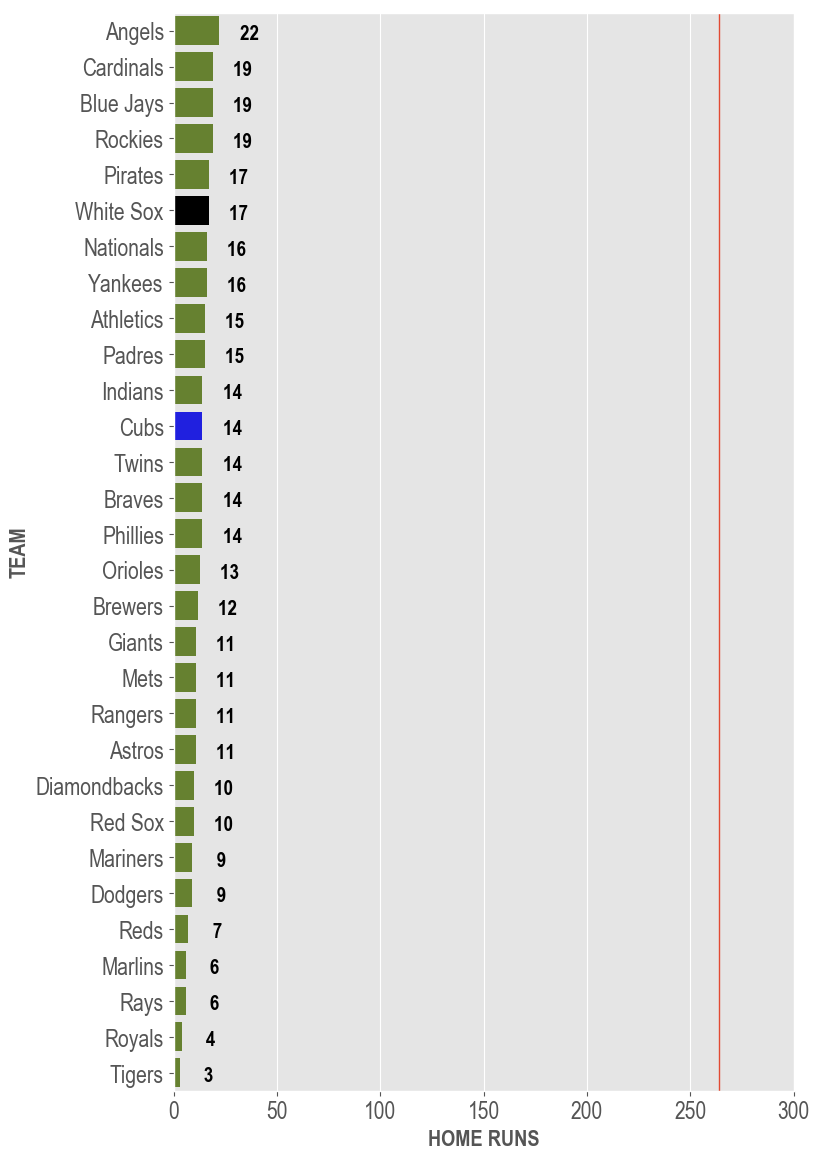 Angels 22
Cardinals 19
Blue Jays 19
Rockies 19
Pirates 17
White Sox 17
Nationals 16
Yankees 16
Athletics 15
Padres 15
Indians 14
Cubs 14
Twins 14
Braves 14
Phillies 14
Orioles 13
Brewers 12
Giants 11
Mets 11
Rangers 11
Astros 11
Diamondbacks 10
Red Sox 10
Mariners 9
Dodgers 9
Reds 7
Marlins 6
Rays 6
Royals 4
Tigers 3
TEAM
0 50 100 150 200 250 300
HOME RUNS